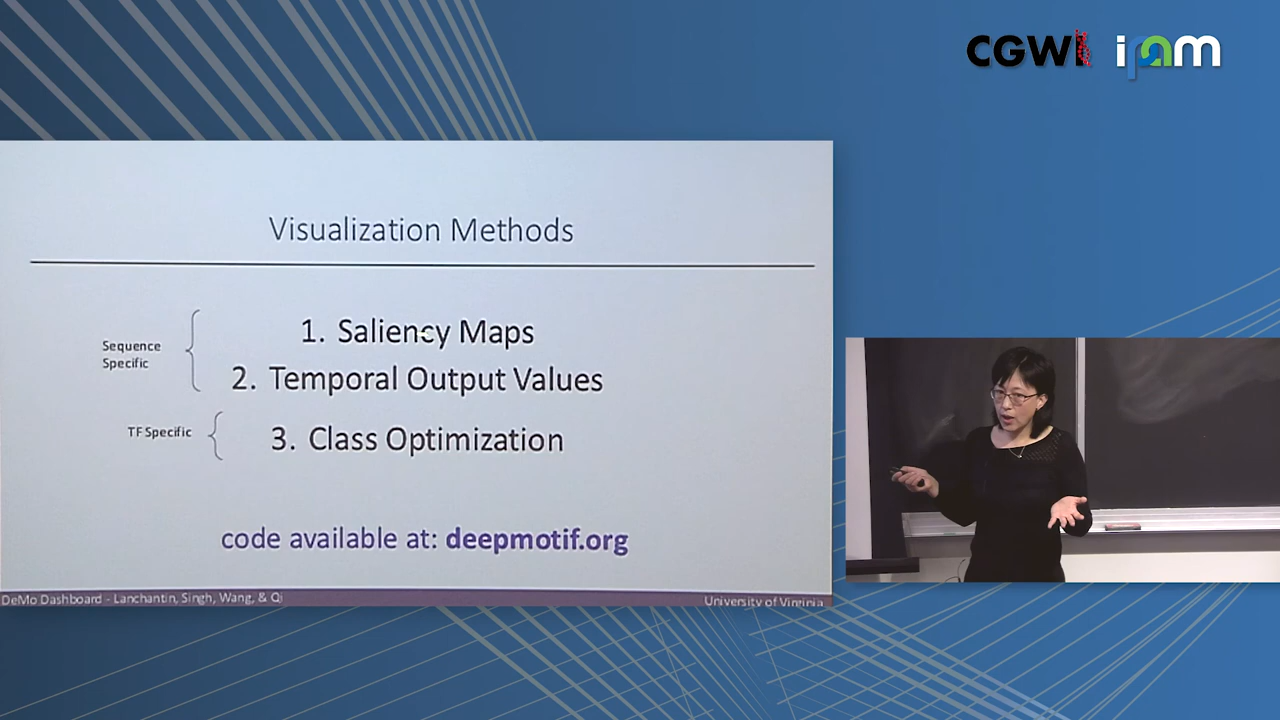 CGWI ipam
Visualization Methods
Sequence
Specific
1. Saliency Maps
2. Temporal Output Values
TF Specific
3. Class Optimization
code available at: deepmotif.org
DeMo Dashboard - Lanchantin, Singh, Wang, & Qi
University of Virginia